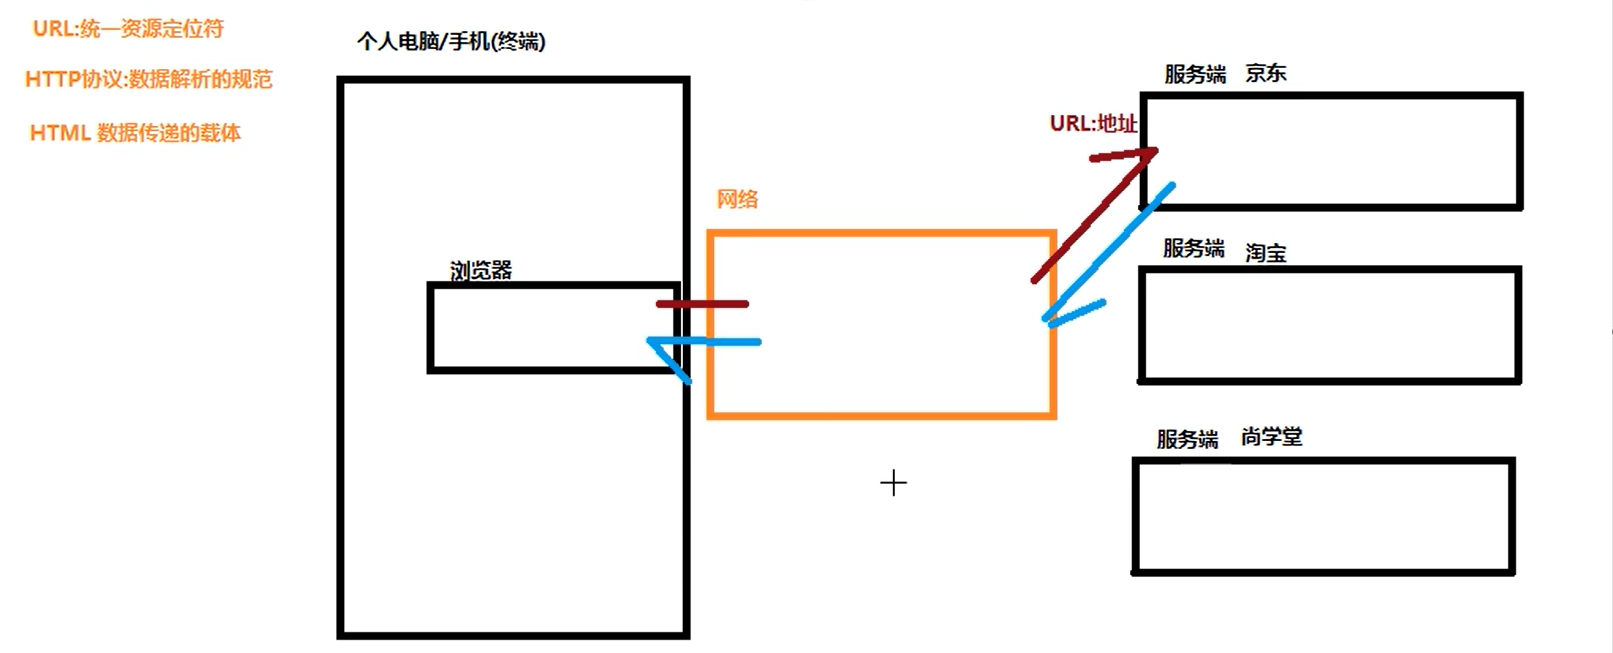 URL:统一资源定位符
HTTP协议:数据解析的规范
HTML 数据传递的载体
个人电脑/手机(终端)
浏览器
网络
URL:地址
服务端 京东
服务端 淘宝
服务端 尚学堂